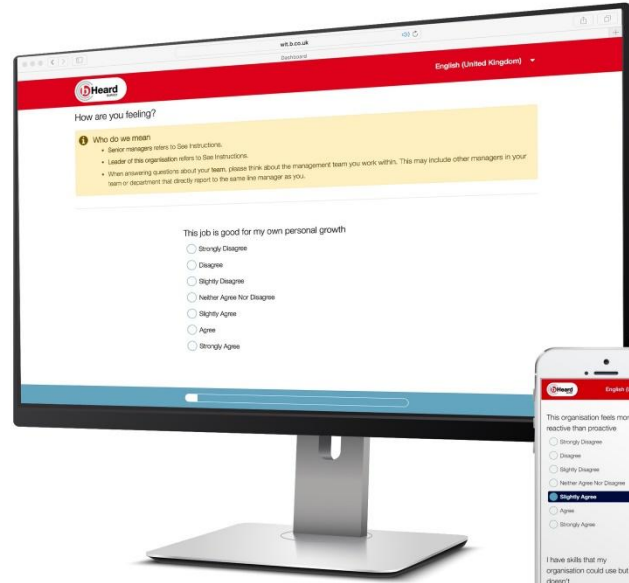 wit.b.co.uk
Dashboard
bHeard
SURVEY
English (United Kingdom)
How are you feeling?
Who do we mean
• Senior managers refers to See Instructions.
• Leader of this organisation refers to See Instructions.
• When answering questions about your team, please think about the management team you work within. This may include other managers in your
team or department that directly report to the same line manager as you.
This job is good for my own personal growth
Strongly Disagree
Disagree
Slightly Disagree
Neither Agree Nor Disagree
Slightly Agree
Agree
Strongly Agree
bHeard
English (
This organisation feels mor
reactive than proactive
Strongly Disagree
Disagree
Slightly Disagree
Neither Agree Nor Disagree
Slightly Agree
Agree
Strongly Agree
I have skills that my
organisation could use but
doesn't